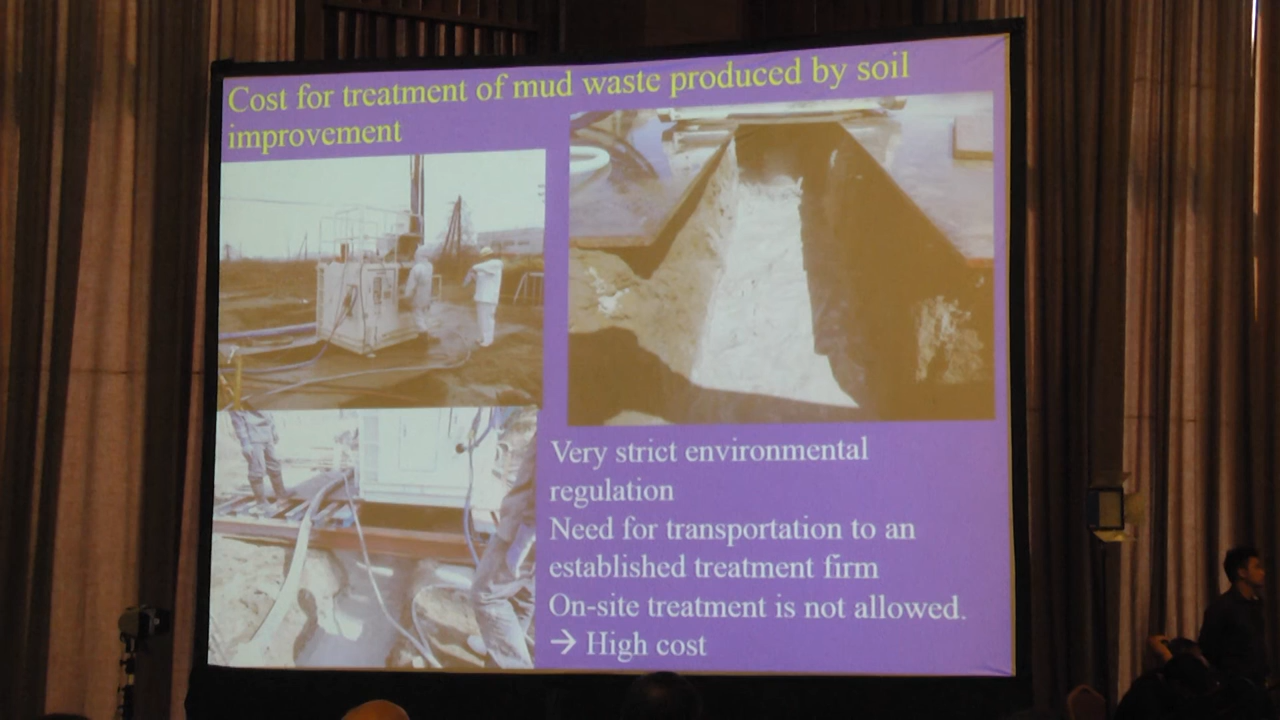 Cost for treatment of mud waste produced by soil
improvement
Very strict environmental
regulation
Need for transportation to an
established treatment firm
On-site treatment is not allowed.
→ High cost